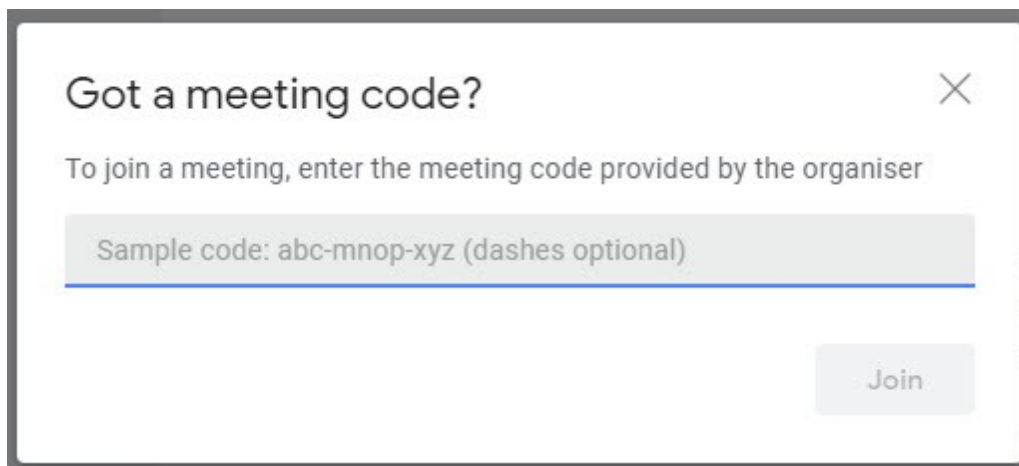 Got a meeting code?
To join a meeting, enter the meeting code provided by the organiser
Sample code: abc-mnop-xyz (dashes optional)
Join